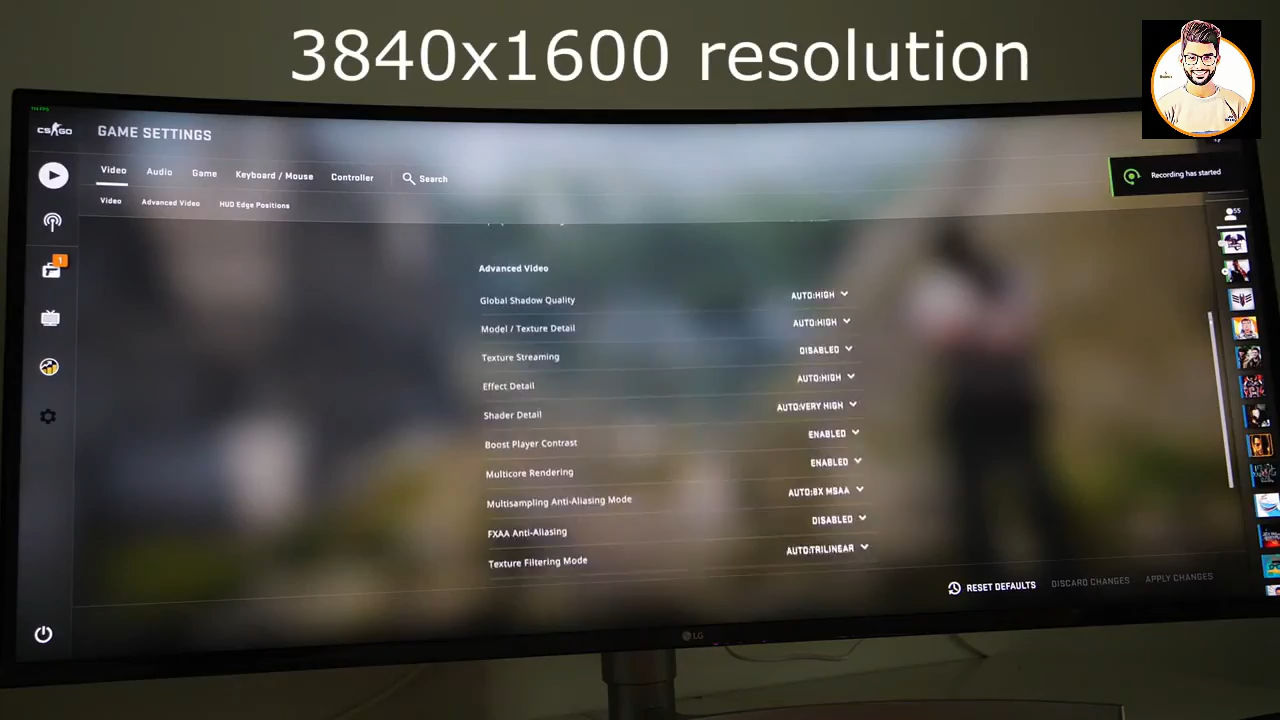 3840x1600 resolution
CS:GO GAME SETTINGS
Video Audio Game Keyboard / Mouse Controller Search
Recording has started
Video Advanced Video HUD Edge Positions
55
1
Advanced Video
Global Shadow Quality AUTO:HIGH
Model / Texture Detail AUTO:HIGH
Texture Streaming DISABLED
Effect Detail AUTO:HIGH
Shader Detail AUTO:VERY HIGH
Boost Player Contrast ENABLED
Multicore Rendering ENABLED
Multisampling Anti-Aliasing Mode AUTO:8X MSAA
FXAA Anti-Aliasing DISABLED
Texture Filtering Mode AUTO:TRILINEAR
RESET DEFAULTS DISCARD CHANGES APPLY CHANGES
LG